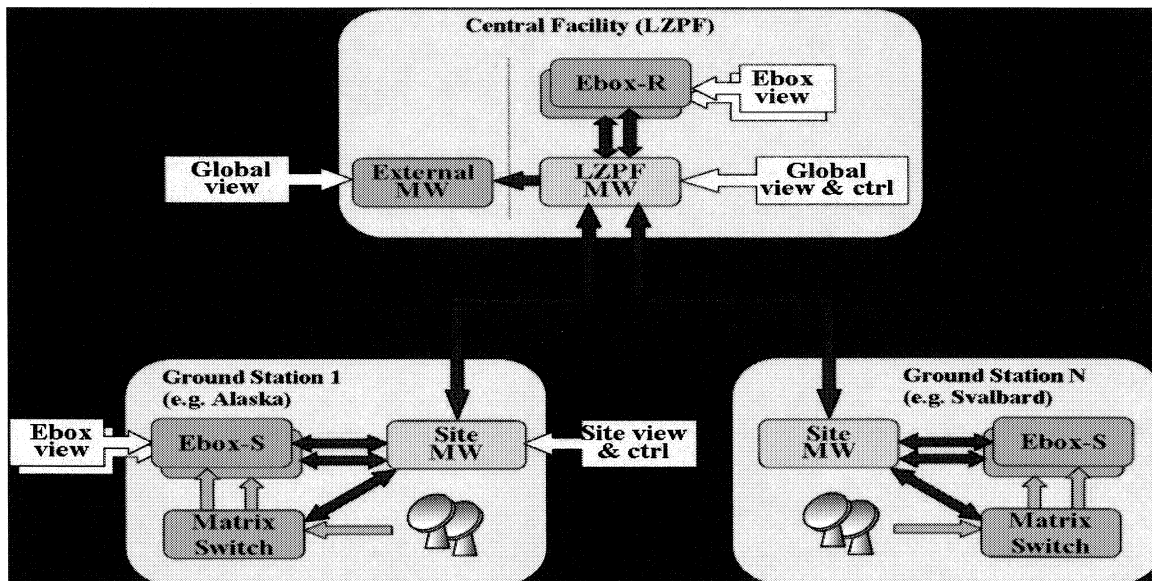 Central Facility (LZPF)
Ebox-R
Ebox
view
Global
view
External
MW
LZPF
MW
Global
view & ctrl
Ground Station 1
(e.g. Alaska)
Ebox
view
Ebox-S
Site
MW
Site view
& ctrl
Matrix
Switch
Ground Station N
(e.g. Svalbard)
Site
MW
Ebox-S
Matrix
Switch